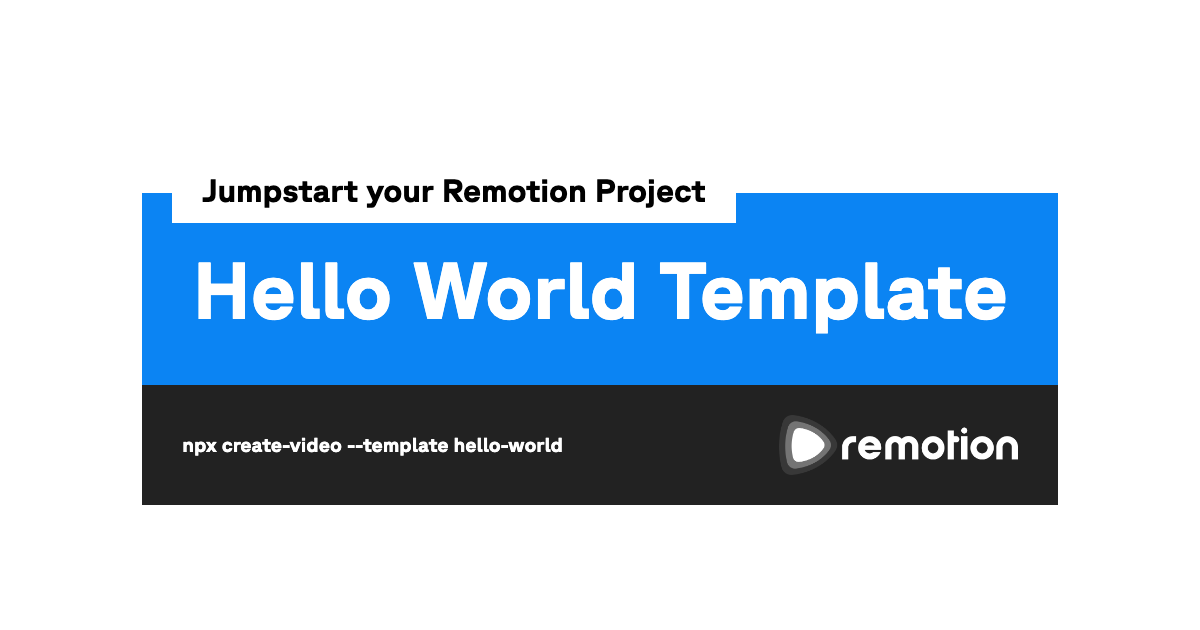 Jumpstart your Remotion Project
Hello World Template
npx create-video --template hello-world
remotion